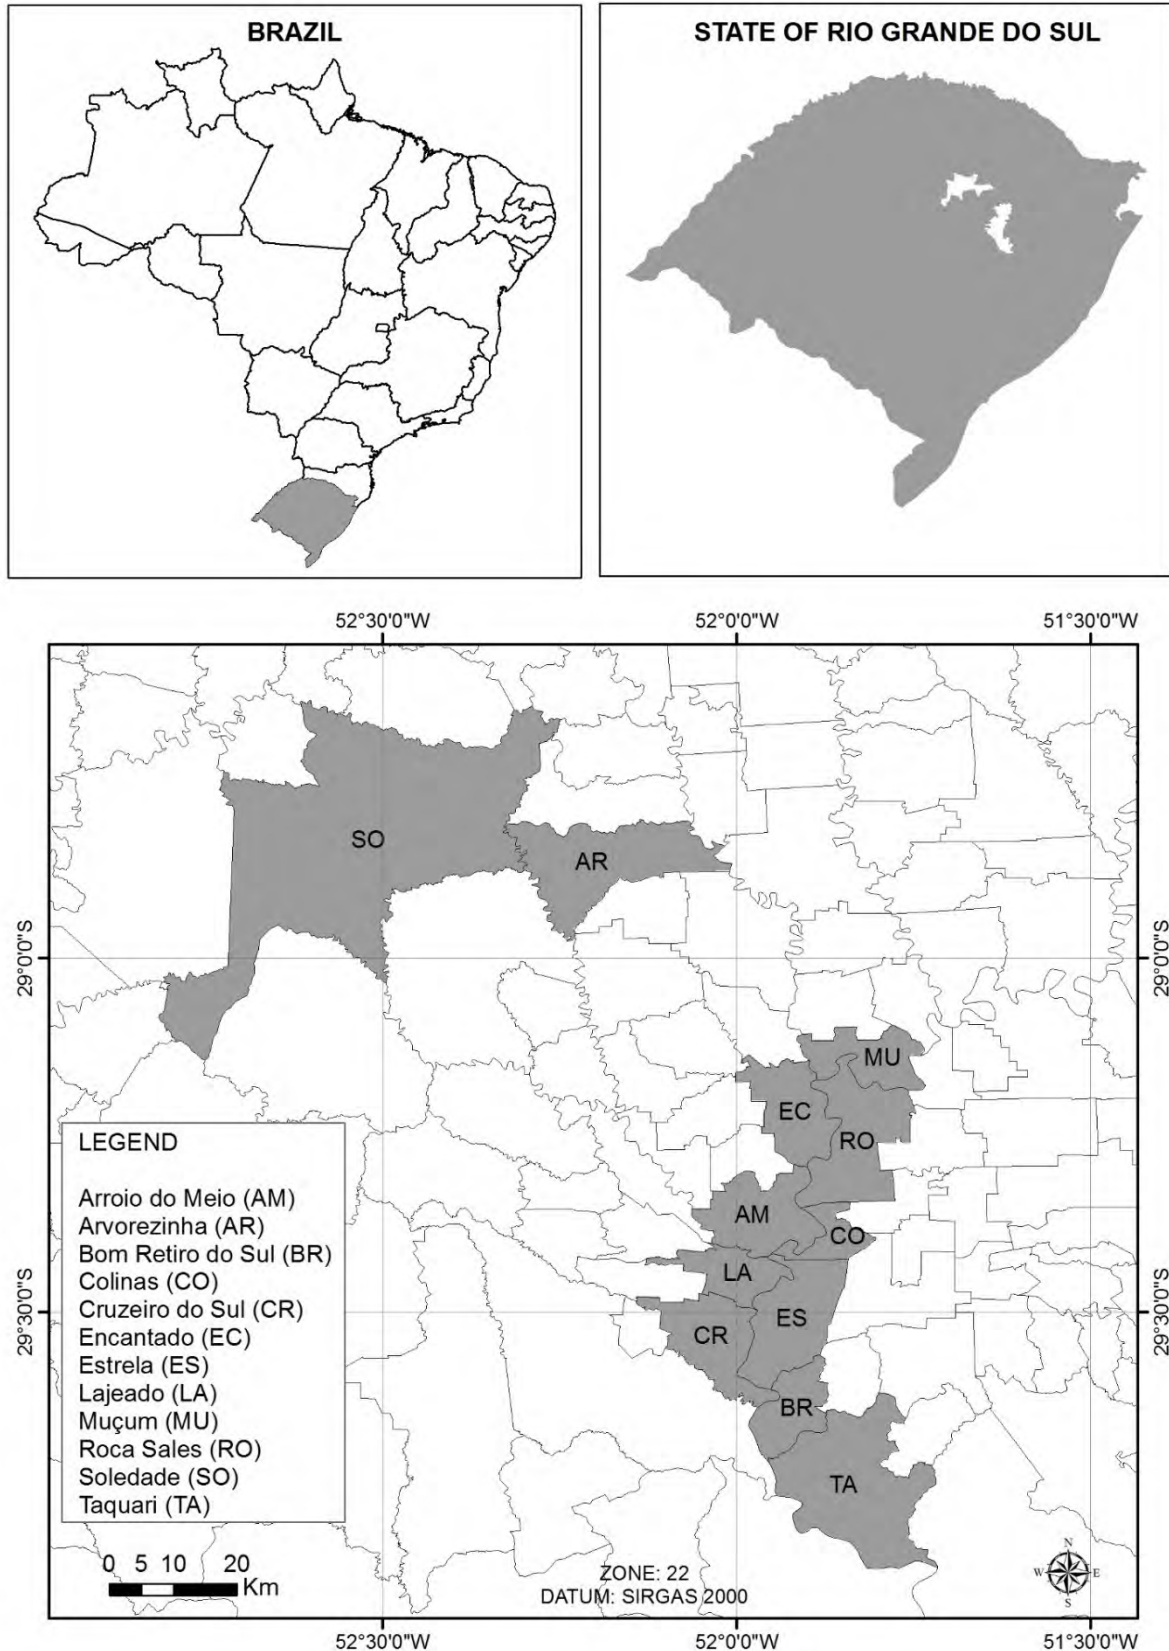 BRAZIL
STATE OF RIO GRANDE DO SUL
52°30'0"W
52°0'0"W
51°30'0"W
SO
AR
29°0'0"S
29°0'0"S
MU
EC
RO
AM
CO
LA
ES
CR
BR
TA
29°30'0"S
29°30'0"S
LEGEND
Arroio do Meio (AM)
Arvorezinha (AR)
Bom Retiro do Sul (BR)
Colinas (CO)
Cruzeiro do Sul (CR)
Encantado (EC)
Estrela (ES)
Lajeado (LA)
Muçum (MU)
Roca Sales (RO)
Soledade (SO)
Taquari (TA)
0 5 10 20
Km
ZONE: 22
DATUM: SIRGAS 2000
N
W E
S
52°30'0"W
52°0'0"W
51°30'0"W